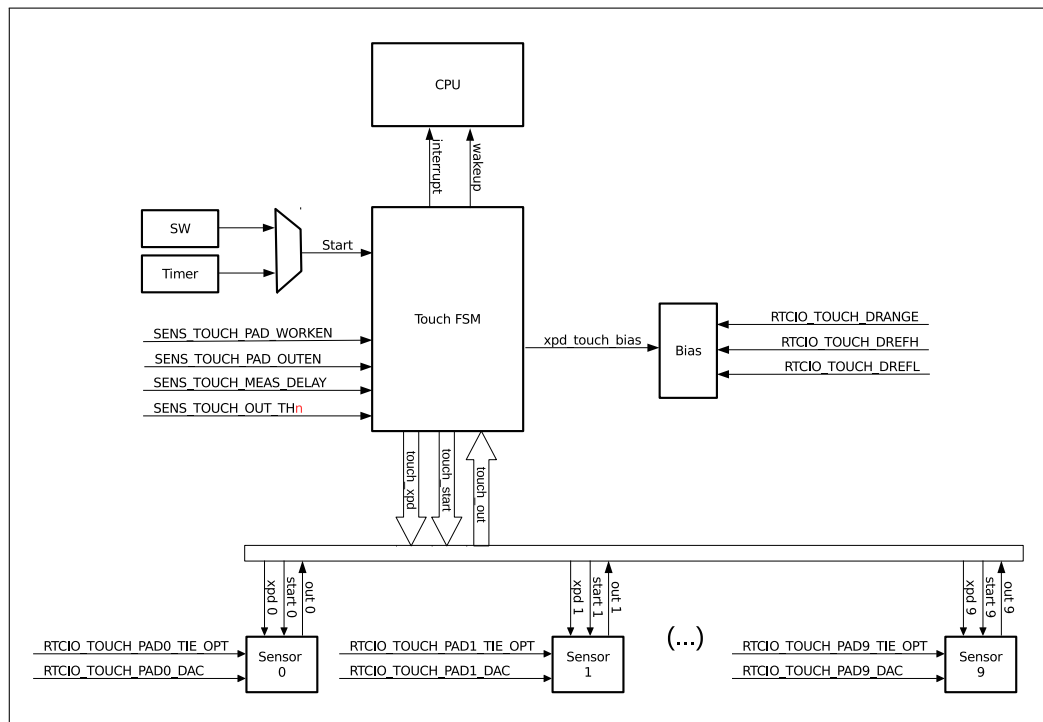 CPU
interrupt
wakeup
SW
Timer
Start
Touch FSM
SENS_TOUCH_PAD_WORKEN
SENS_TOUCH_PAD_OUTEN
SENS_TOUCH_MEAS_DELAY
SENS_TOUCH_OUT_THn
xpd_touch_bias
Bias
RTCIO_TOUCH_DRANGE
RTCIO_TOUCH_DREFH
RTCIO_TOUCH_DREFL
touch_xpd
touch_start
touch_out
xpd 0
start 0
out 0
xpd 1
start 1
out 1
xpd 9
start 9
out 9
RTCIO_TOUCH_PAD0_TIE_OPT
RTCIO_TOUCH_PAD0_DAC
Sensor
0
RTCIO_TOUCH_PAD1_TIE_OPT
RTCIO_TOUCH_PAD1_DAC
Sensor
1
(...)
RTCIO_TOUCH_PAD9_TIE_OPT
RTCIO_TOUCH_PAD9_DAC
Sensor
9